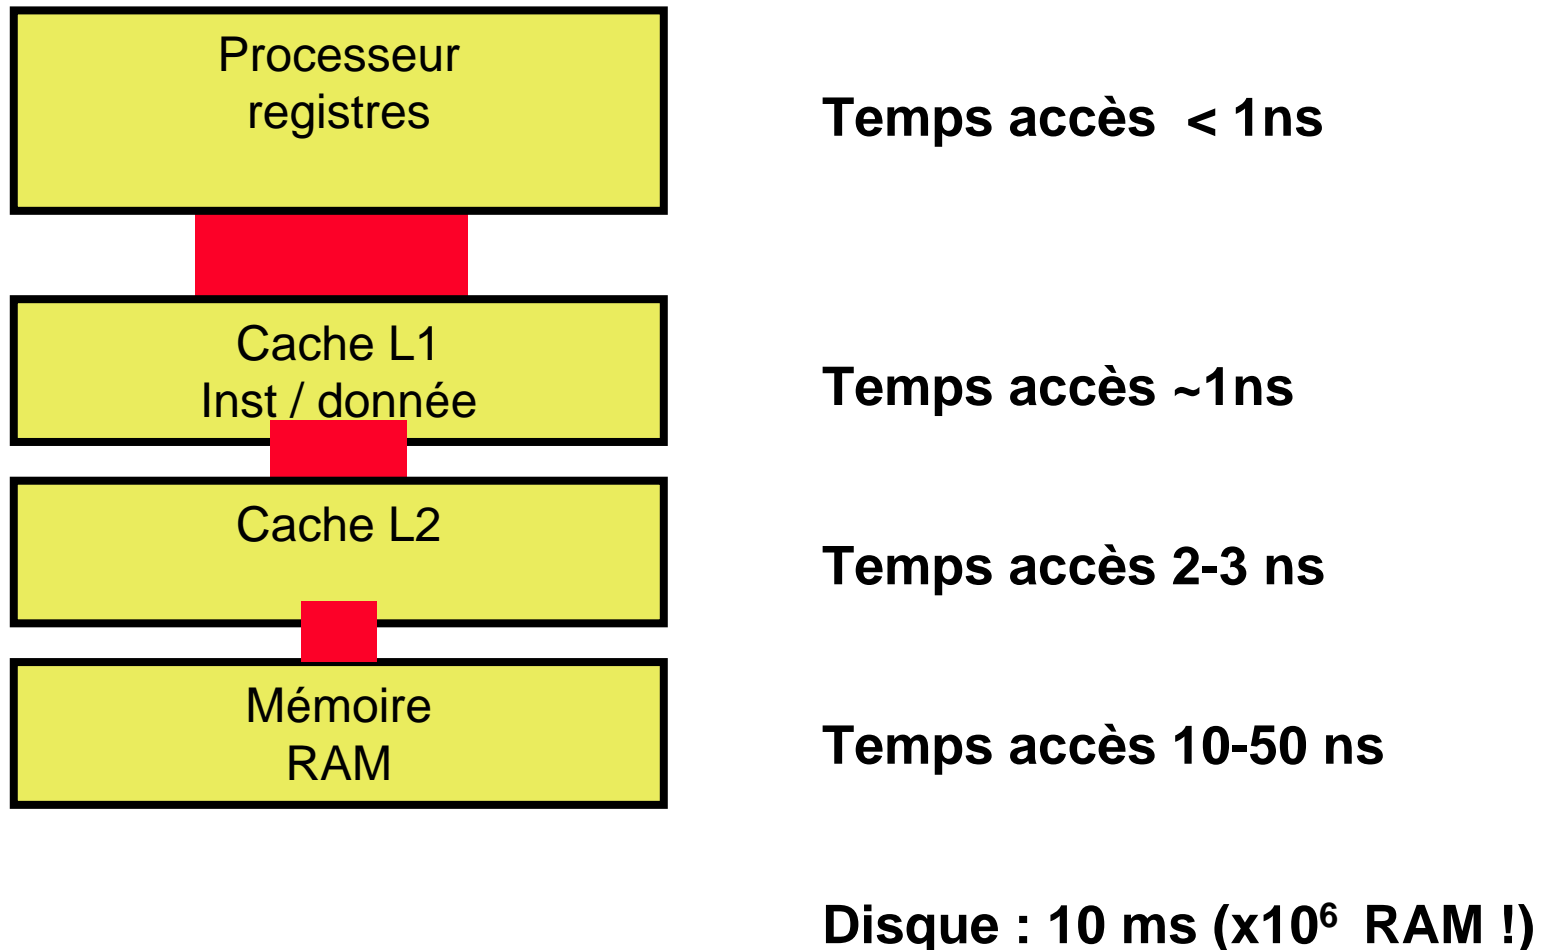 Processeur
registres
Temps accès < 1ns
Cache L1
Inst / donnée
Temps accès ~1ns
Cache L2
Temps accès 2-3 ns
Mémoire
RAM
Temps accès 10-50 ns
Disque : 10 ms (x10⁶ RAM !)